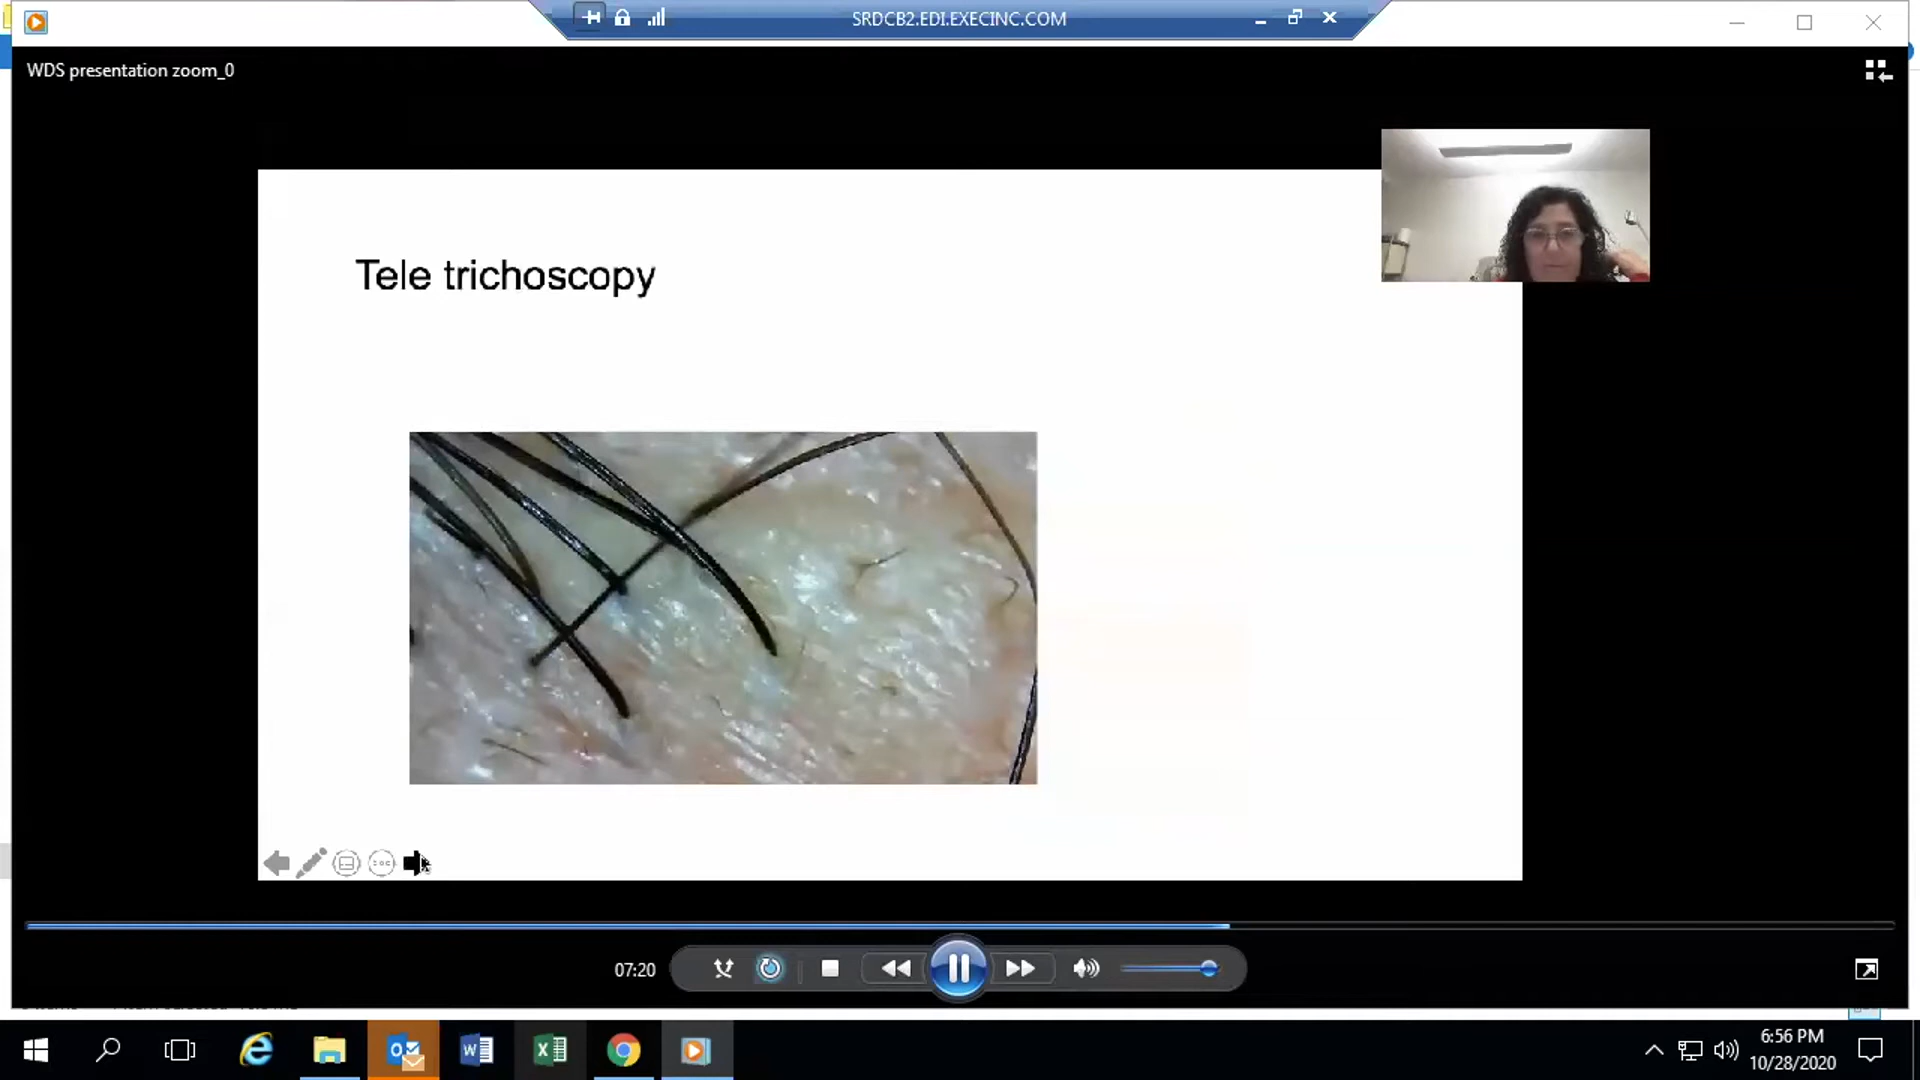 SRDCB2.EDI.EXECINC.COM
WDS presentation zoom_0
Tele trichoscopy
07:20
6:56 PM
10/28/2020